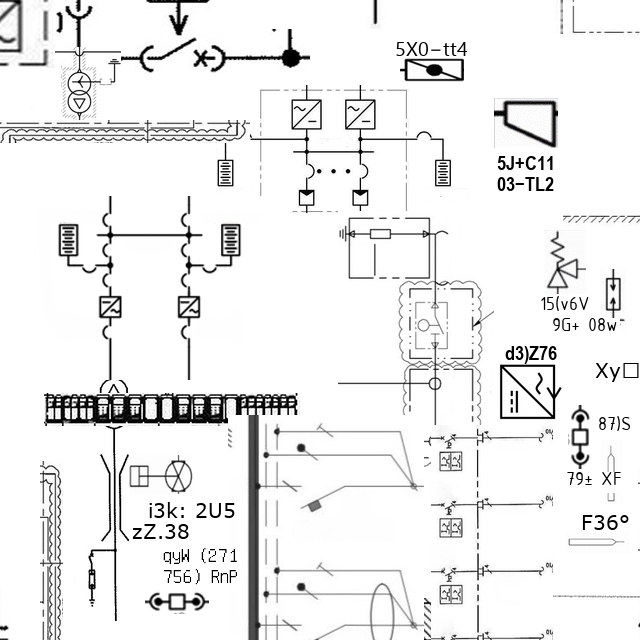 5X0-tt4
5J+C11
03-TL2
15(v6V
9G+ 08w
d3)Z76
Xy□
87)S
79± XF
i3k: 2U5
zZ.38
F36°
qyW (271
756) RnP